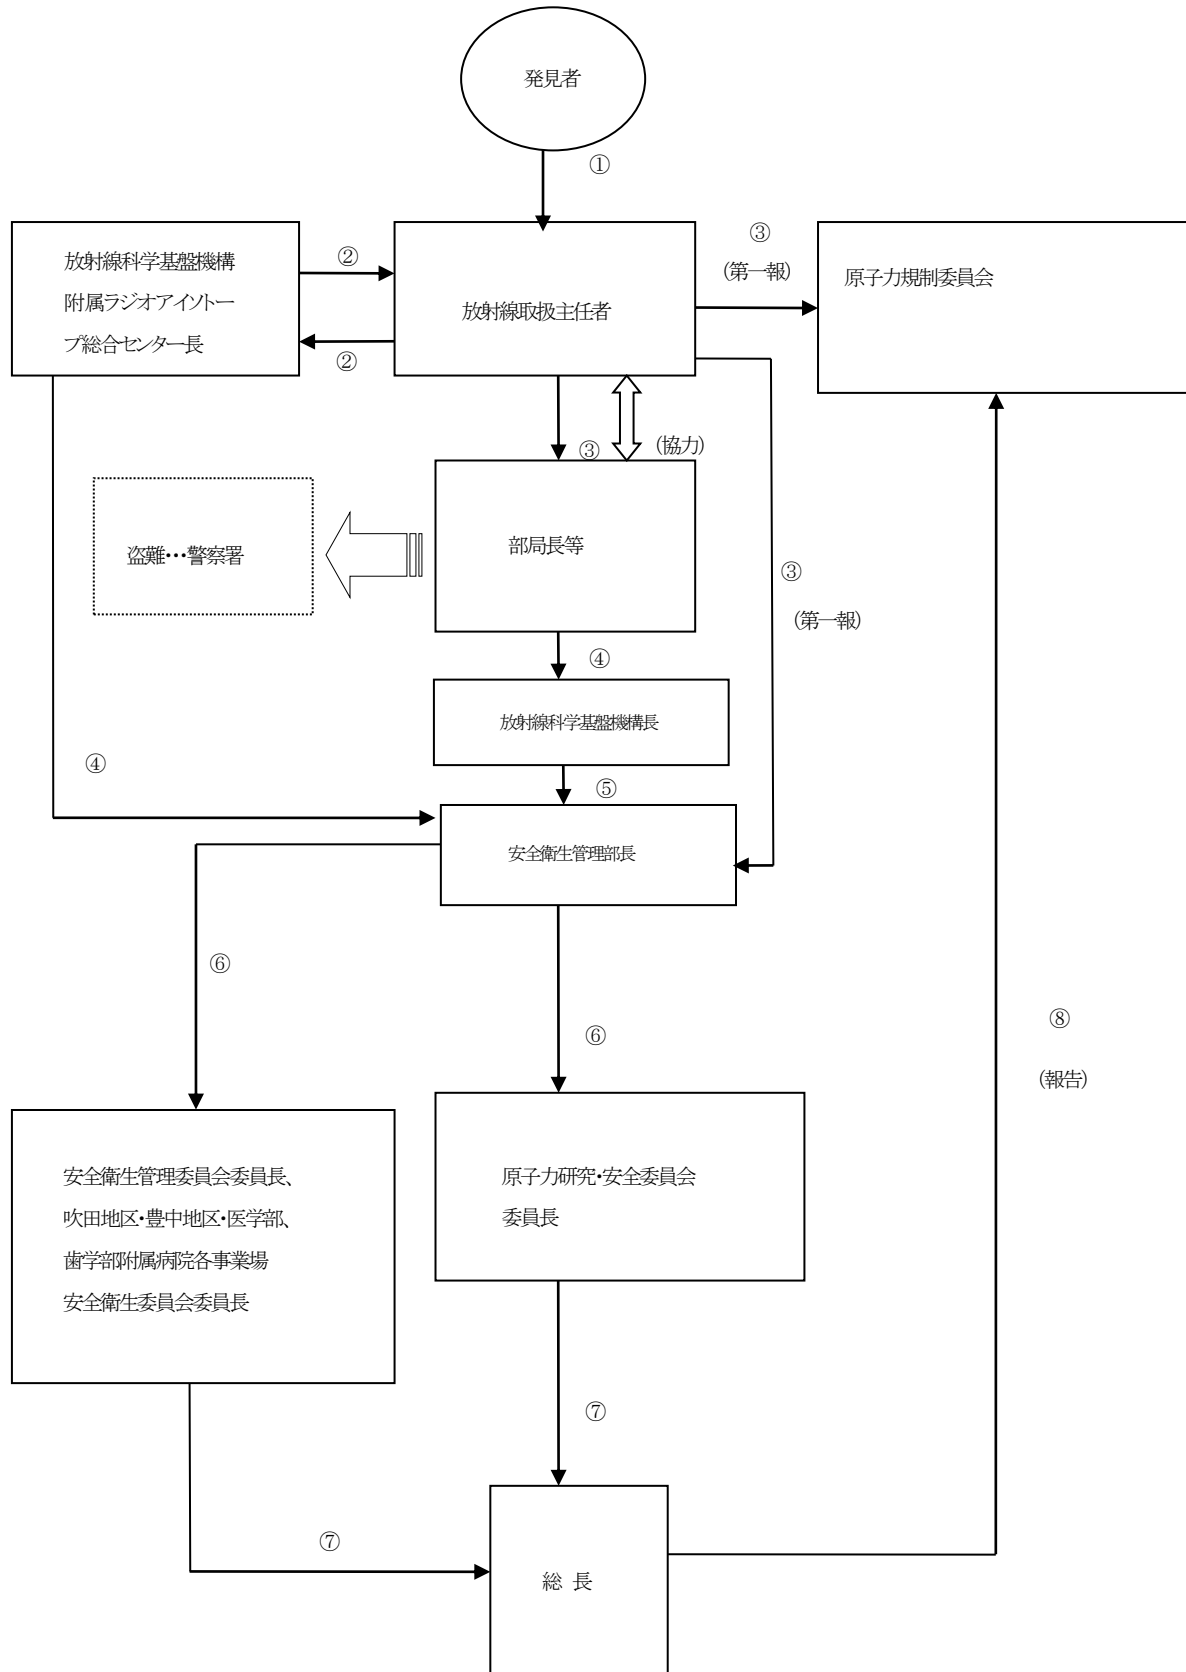 発見者
①
放射線科学基盤機構
附属ラジオアイソトー
プ総合センター長
②
②
放射線取扱主任者
③
(第一報)
原子力規制委員会
③
(協力)
盗難・・・警察署
部局長等
③
(第一報)
④
放射線科学基盤機構長
④
⑤
安全衛生管理部長
⑥
⑥
⑧
(報告)
安全衛生管理委員会委員長、
吹田地区・豊中地区・医学部、
歯学部附属病院各事業場
安全衛生委員会委員長
原子力研究・安全委員会
委員長
⑦
⑦
総 長